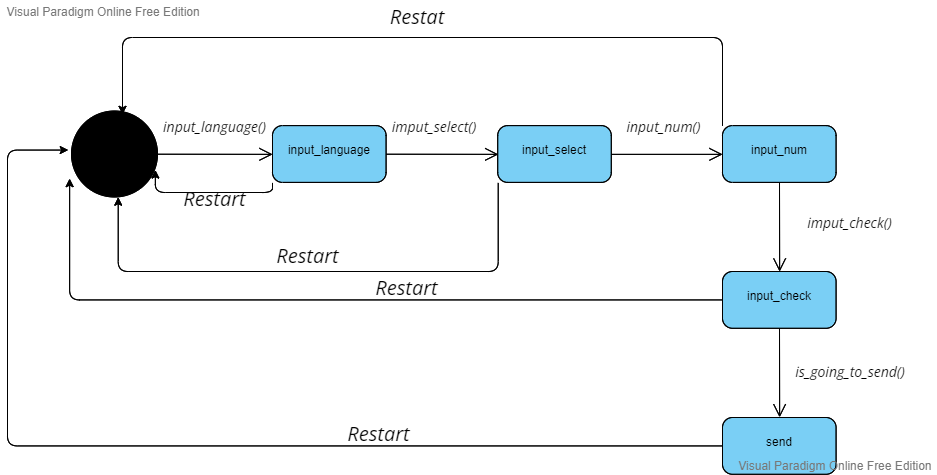 Visual Paradigm Online Free Edition
Restat
input_language()
imput_select()
input_num()
input_language
input_select
input_num
Restart
imput_check()
Restart
Restart
input_check
is_going_to_send()
Restart
send
Visual Paradigm Online Free Edition